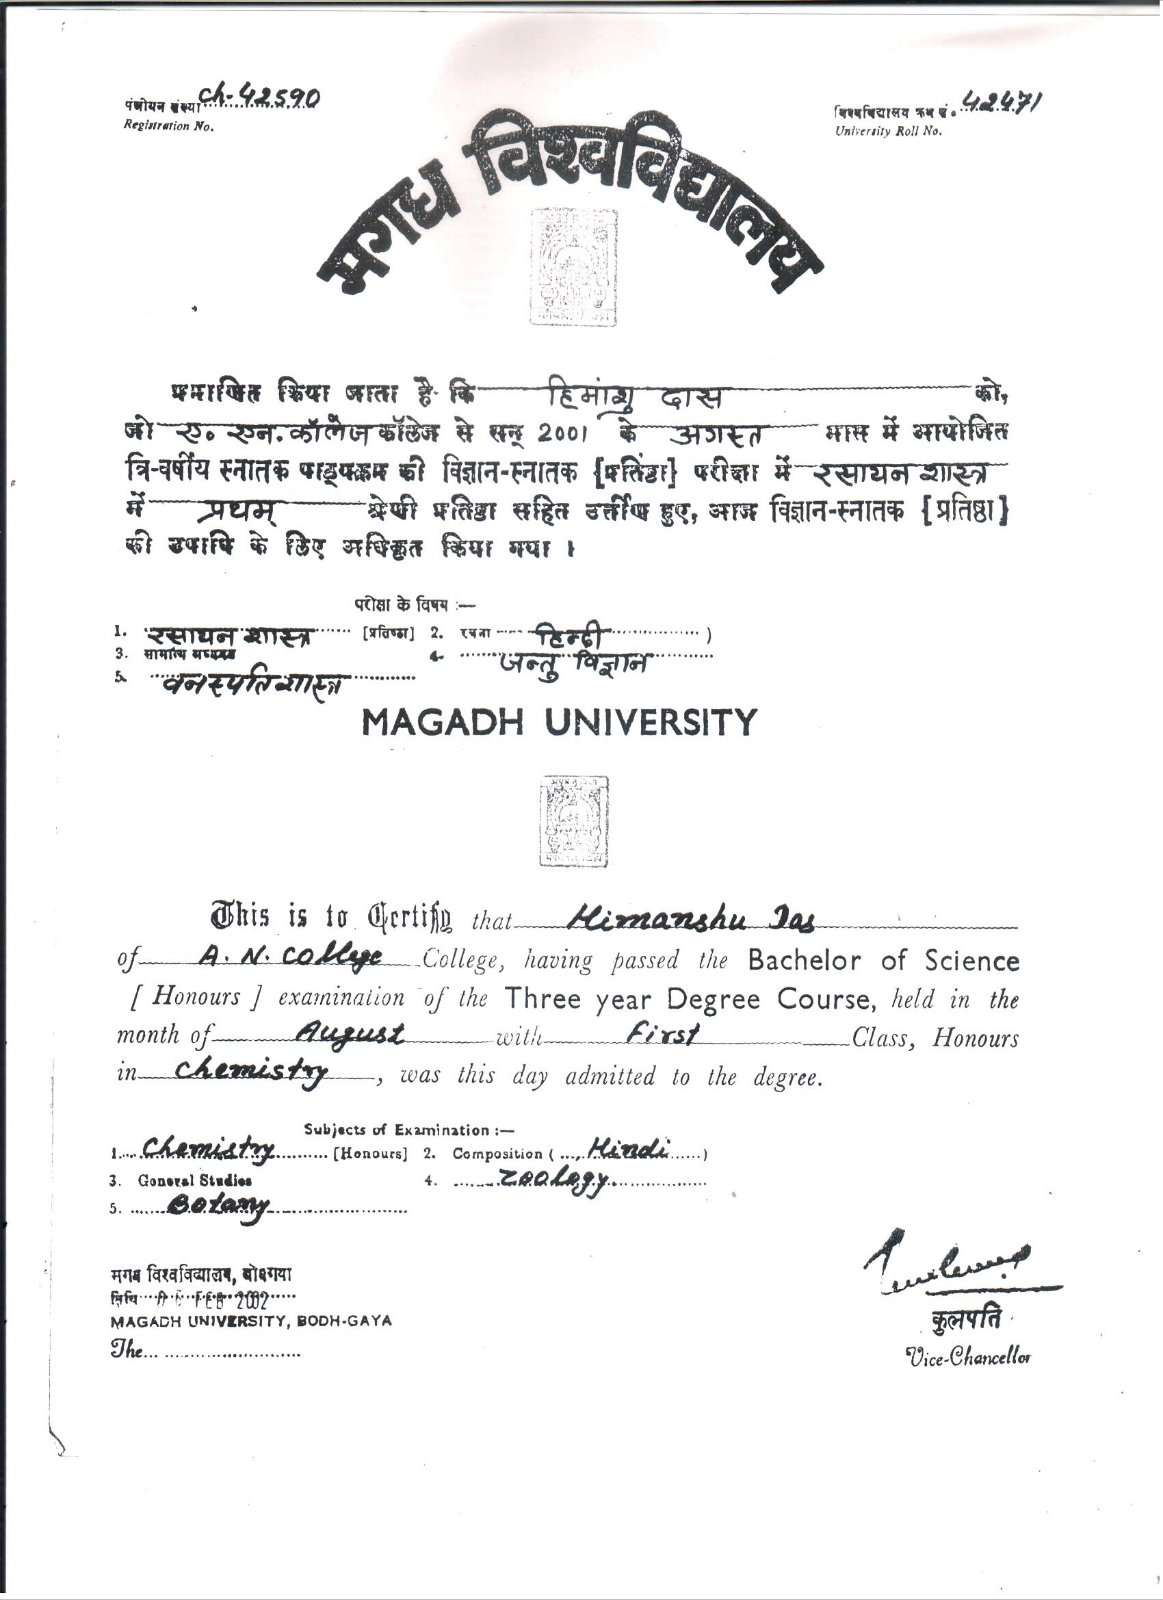 पंजीयन संख्या ch-42590
Registration No.
विश्वविद्यालय क्रम सं. 42471
University Roll No.
मगध विश्वविद्यालय
प्रमाणित किया जाता है कि हिमांशु दास को,
जो ए. एन. कॉलेज कॉलेज से सन् 2001 के अगस्त मास में आयोजित
त्रि-वर्षीय स्नातक पाठ्यक्रम की विज्ञान-स्नातक [प्रतिष्ठा] परीक्षा में रसायन शास्त्र
में प्रथम् श्रेणी प्रतिष्ठा सहित उर्त्तीण हुए, आज विज्ञान-स्नातक [प्रतिष्ठा]
की उपाधि के लिए अधिकृत किया गया ।
परीक्षा के विषय :—
1. रसायन शास्त्र [प्रतिष्ठा] 2. रचना हिन्दी )
3. सामान्य अध्ययन 4. जन्तु विज्ञान
5. वनस्पति शास्त्र
MAGADH UNIVERSITY
This is to Certify that Himanshu Das
of A. N. College College, having passed the Bachelor of Science
[ Honours ] examination of the Three year Degree Course, held in the
month of August with First Class, Honours
in Chemistry, was this day admitted to the degree.
Subjects of Examination :—
1. Chemistry [Honours] 2. Composition ( Hindi )
3. General Studies 4. Zoology
5. Botany
मगध विश्वविद्यालय, बोधगया
तिथि FEB 2002
MAGADH UNIVERSITY, BODH-GAYA
The
कुलपति
Vice-Chancellor